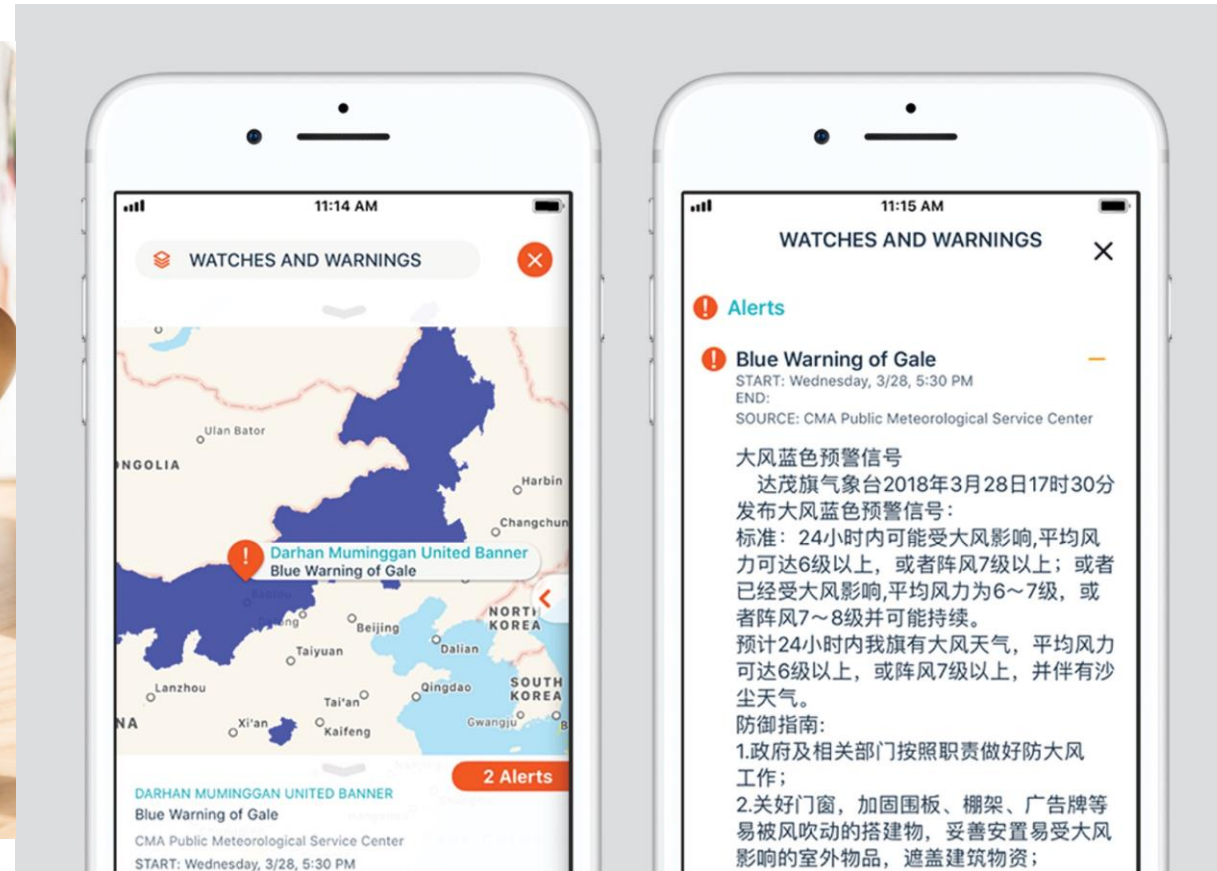 11:14 AM
WATCHES AND WARNINGS
Ulan Bator
NGOLIA
Harbin
Changchun
Darhan Muminggan United Banner
Blue Warning of Gale
NORTH
KOREA
Beijing
Dalian
Taiyuan
Lanzhou
Qingdao
SOUTH
KOREA
Tai'an
NA
Xi'an
Kaifeng
Gwangju
B
2 Alerts
DARHAN MUMINGGAN UNITED BANNER
Blue Warning of Gale
CMA Public Meteorological Service Center
START: Wednesday, 3/28, 5:30 PM
11:15 AM
WATCHES AND WARNINGS
Alerts
Blue Warning of Gale
START: Wednesday, 3/28, 5:30 PM
END:
SOURCE: CMA Public Meteorological Service Center
大风蓝色预警信号
达茂旗气象台2018年3月28日17时30分
发布大风蓝色预警信号：
标准：24小时内可能受大风影响,平均风
力可达6级以上，或者阵风7级以上；或者
已经受大风影响,平均风力为6～7级，或
者阵风7～8级并可能持续。
预计24小时内我旗有大风天气，平均风力
可达6级以上，或阵风7级以上，并伴有沙
尘天气。
防御指南:
1.政府及相关部门按照职责做好防大风
工作；
2.关好门窗，加固围板、棚架、广告牌等
易被风吹动的搭建物，妥善安置易受大风
影响的室外物品，遮盖建筑物资；